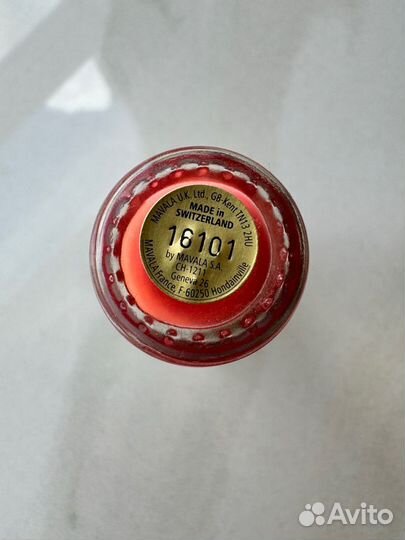 MAVALA U.K. Ltd., GB-Kent TN13 2HU
MADE in
SWITZERLAND
16101
by MAVALA S.A.
CH-1211
Geneva 26
MAVALA France, F-60250 Hondainville
Avito